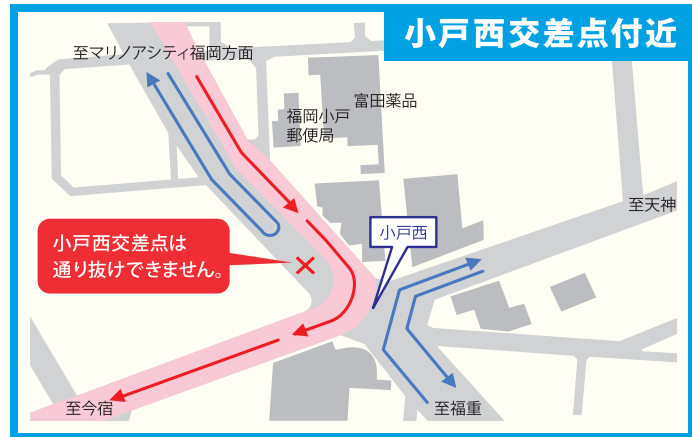 小戸西交差点付近
至マリノアシティ福岡方面
富田薬品
福岡小戸
郵便局
至天神
小戸西
小戸西交差点は
通り抜けできません。
至今宿
至福重